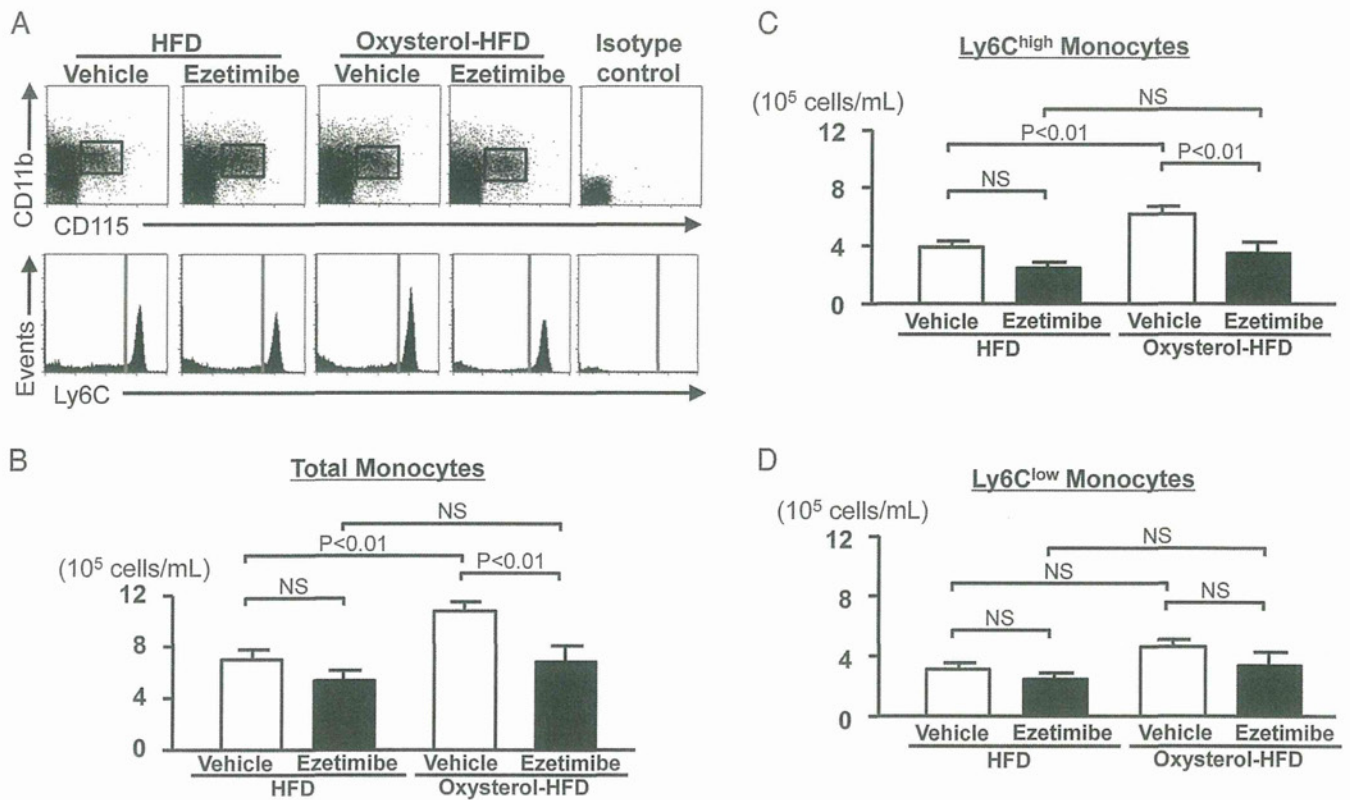 A
HFD
Oxysterol-HFD
Isotype control
Vehicle
Ezetimibe
Vehicle
Ezetimibe
CD11b
CD115
Events
Ly6C
B
Total Monocytes
NS
P<0.01
P<0.01
(10⁵ cells/mL)
NS
12
8
4
0
Vehicle
Ezetimibe
Vehicle
Ezetimibe
HFD
Oxysterol-HFD
C
Ly6Chigh Monocytes
(10⁵ cells/mL)
NS
P<0.01
P<0.01
NS
12
8
4
0
Vehicle
Ezetimibe
Vehicle
Ezetimibe
HFD
Oxysterol-HFD
D
Ly6Clow Monocytes
(10⁵ cells/mL)
NS
NS
NS
NS
12
8
4
0
Vehicle
Ezetimibe
Vehicle
Ezetimibe
HFD
Oxysterol-HFD